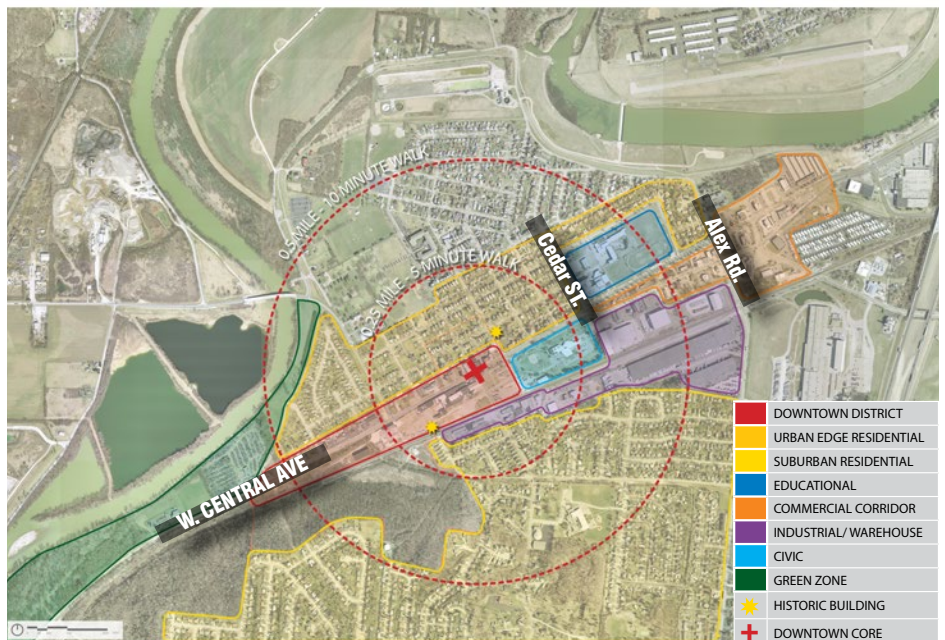 0.5 MILE - 10 MINUTE WALK
0.25 MILE 5 MINUTE WALK
Cedar ST.
Alex Rd.
W. CENTRAL AVE
DOWNTOWN DISTRICT
URBAN EDGE RESIDENTIAL
SUBURBAN RESIDENTIAL
EDUCATIONAL
COMMERCIAL CORRIDOR
INDUSTRIAL/ WAREHOUSE
CIVIC
GREEN ZONE
HISTORIC BUILDING
DOWNTOWN CORE